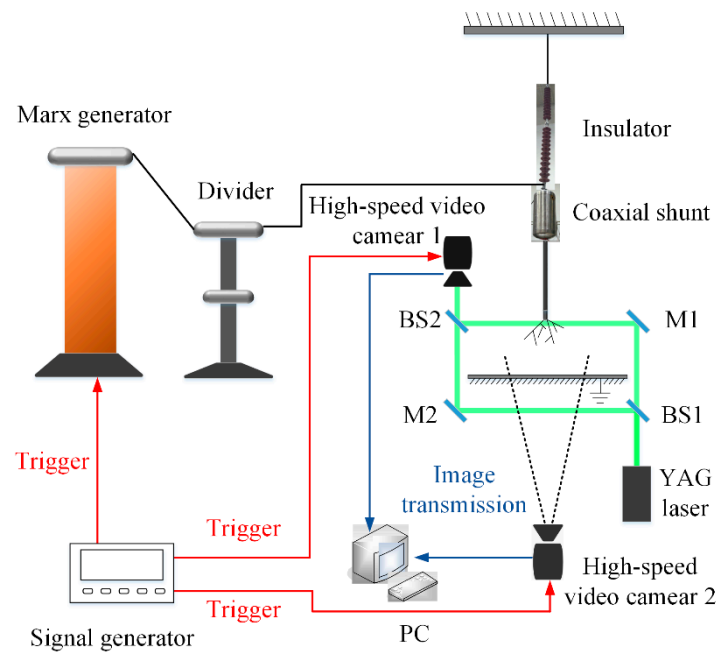 Marx generator
Divider
High-speed video
camear 1
Insulator
Coaxial shunt
BS2
M1
M2
BS1
YAG
laser
Trigger
Image
transmission
Trigger
Trigger
High-speed
video camear 2
Signal generator
PC